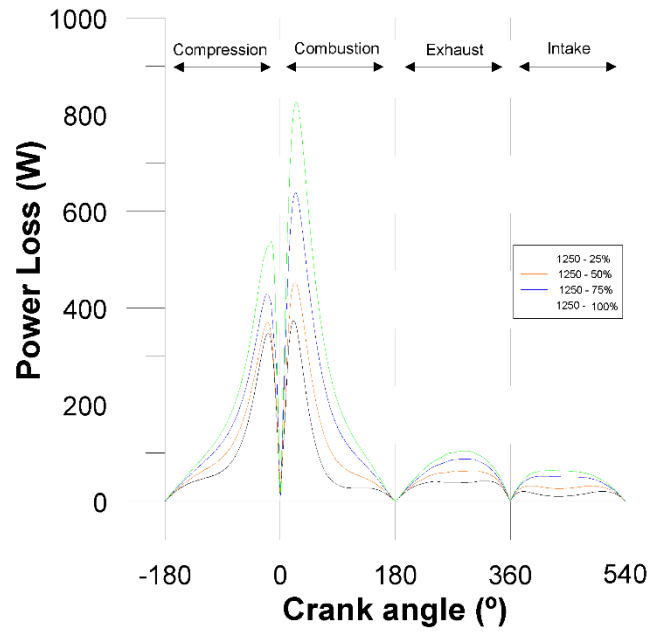 1000
800
600
400
200
0
Power Loss (W)
Compression Combustion Exhaust Intake
1250 - 25%
1250 - 50%
1250 - 75%
1250 - 100%
-180 0 180 360 540
Crank angle (º)